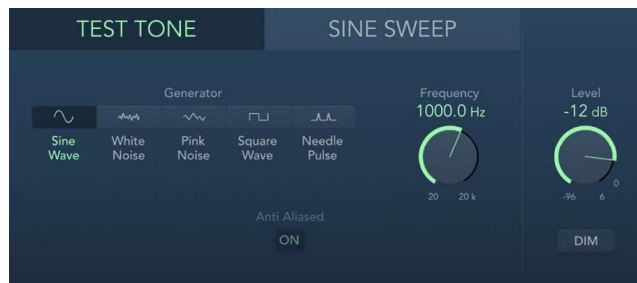 TEST TONE
SINE SWEEP
Generator
Sine
Wave
White
Noise
Pink
Noise
Square
Wave
Needle
Pulse
Frequency
1000.0 Hz
20
20 k
Level
-12 dB
0
-96
6
Anti Aliased
ON
DIM